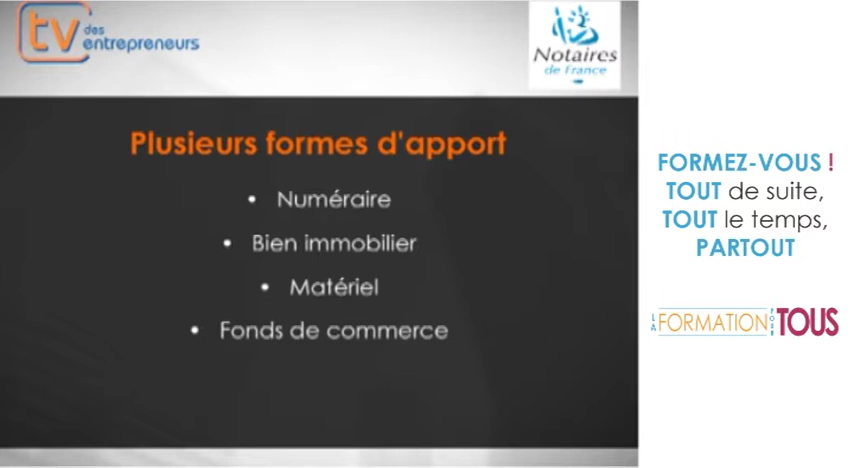 tv des
entrepreneurs
Notaires
de France
Plusieurs formes d'apport
• Numéraire
• Bien immobilier
• Matériel
• Fonds de commerce
FORMEZ-VOUS !
TOUT de suite,
TOUT le temps,
PARTOUT
LA FORMATION POUR TOUS